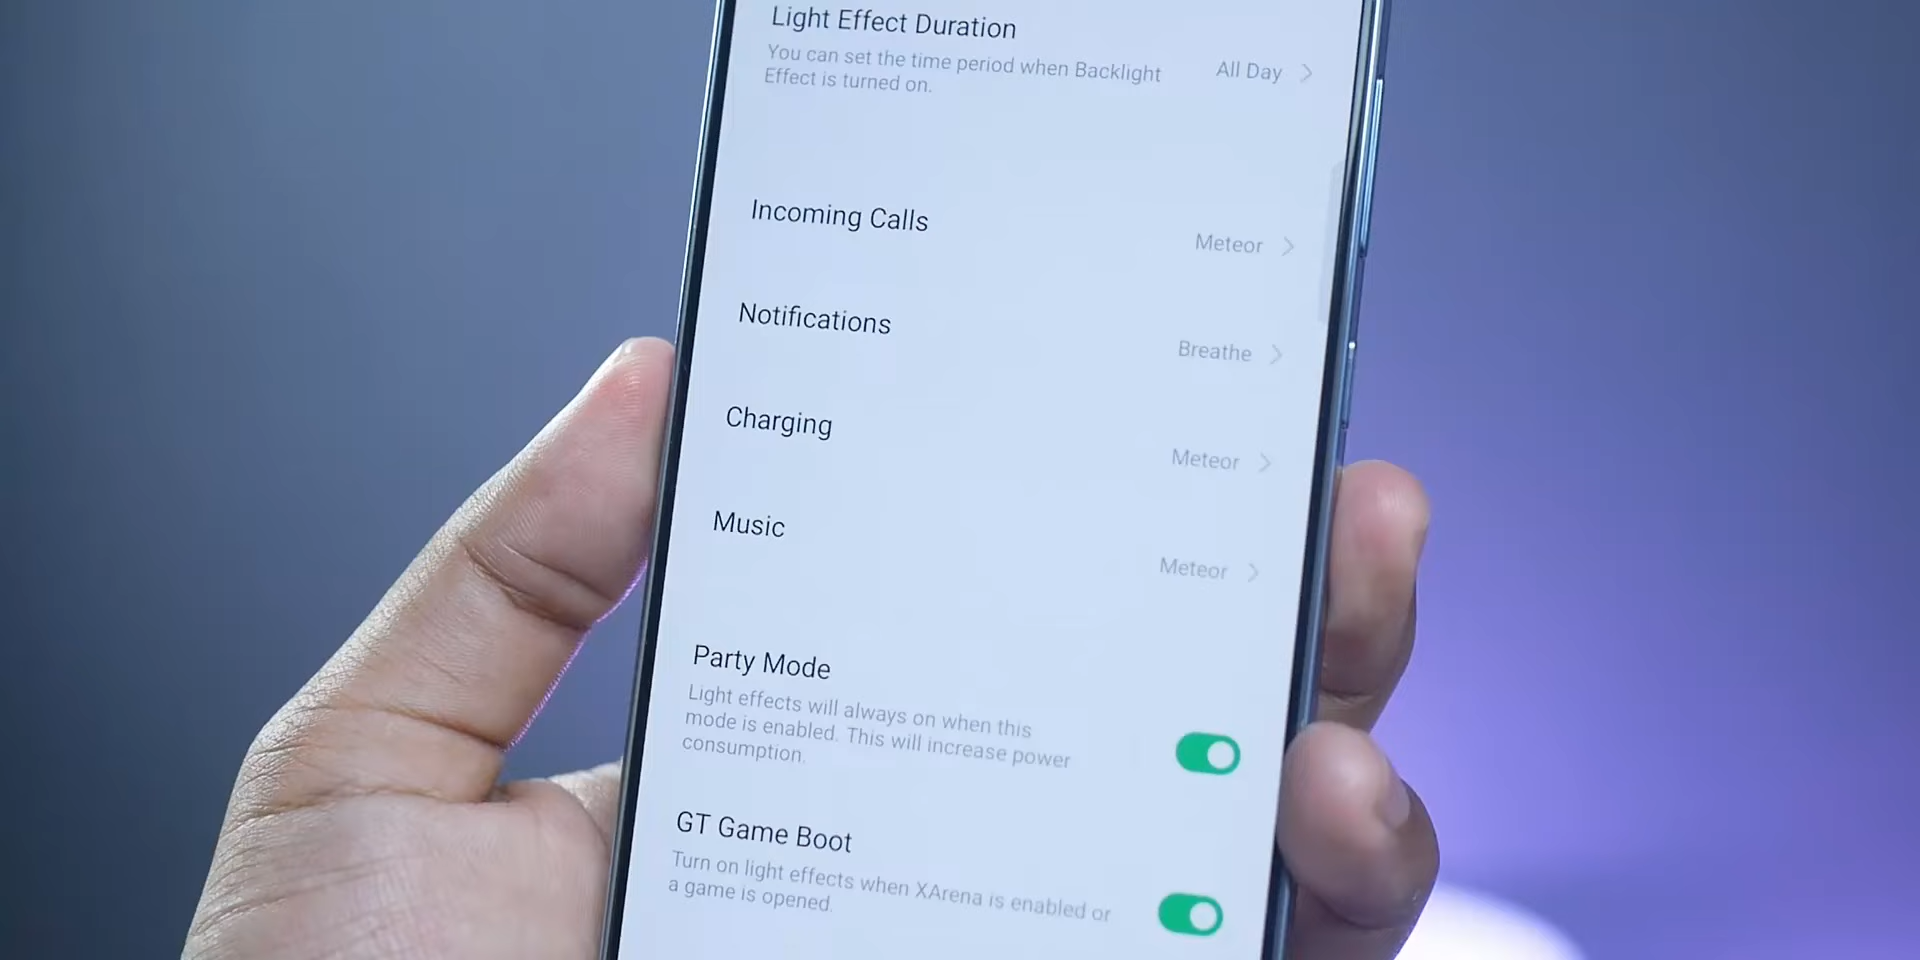 Light Effect Duration
You can set the time period when Backlight
Effect is turned on.
All Day
Incoming Calls
Meteor
Notifications
Breathe
Charging
Meteor
Music
Meteor
Party Mode
Light effects will always on when this
mode is enabled. This will increase power
consumption.
GT Game Boot
Turn on light effects when XArena is enabled or
a game is opened.